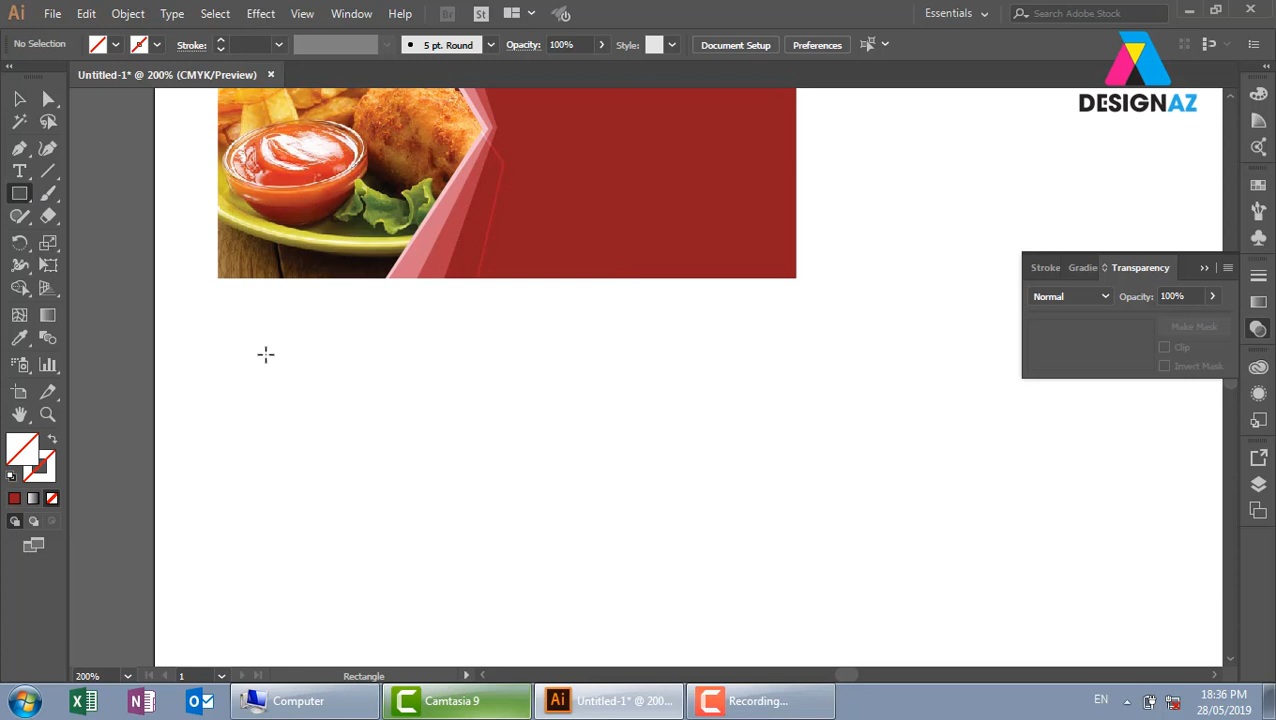 Ai File Edit Object Type Select Effect View Window Help Br St Essentials Search Adobe Stock
No Selection Stroke: 5 pt. Round Opacity: 100% Style: Document Setup Preferences
Untitled-1* @ 200% (CMYK/Preview)
DESIGNAZ
Stroke Gradie Transparency
Normal Opacity: 100%
Make Mask
Clip
Invert Mask
200% 1 Rectangle
Computer Camtasia 9 Ai Untitled-1* @ 200... Recording... EN 18:36 PM
28/05/2019